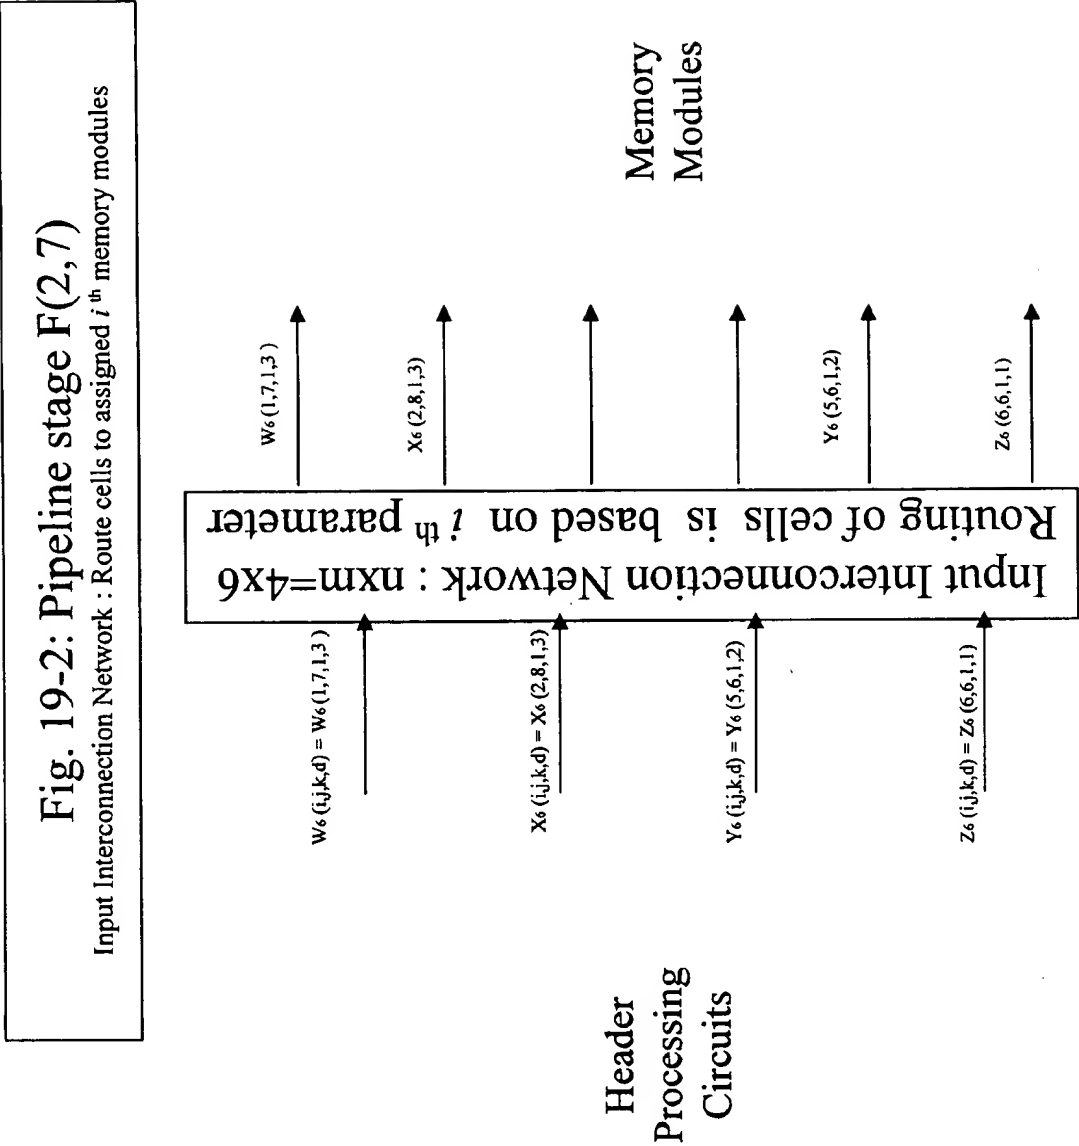 Fig. 19-2: Pipeline stage F(2,7)
Input Interconnection Network : Route cells to assigned i th memory modules
Header
Processing
Circuits
W6 (i,j,k,d) = W6 (1,7,1,3 )
X6 (i,j,k,d) = X6 (2,8,1,3)
Y6 (i,j,k,d) = Y6 (5,6,1,2)
Z6 (i,j,k,d) = Z6 (6,6,1,1)
Input Interconnection Network : nxm=4x6
Routing of cells is based on i th parameter
W6 (1,7,1,3 )
X6 (2,8,1,3)
Y6 (5,6,1,2)
Z6 (6,6,1,1)
Memory
Modules